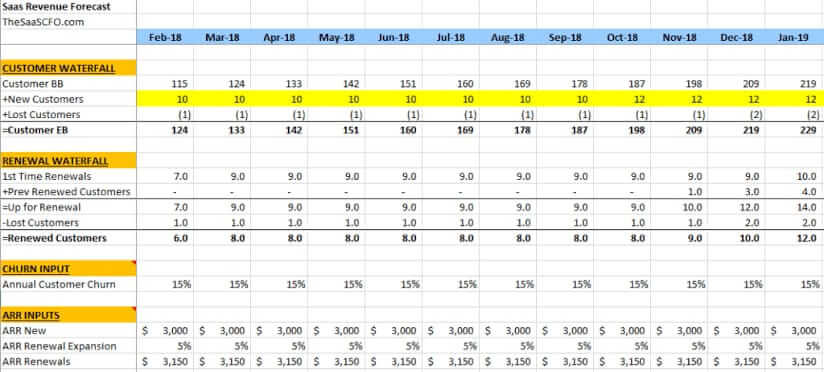 Saas Revenue Forecast
TheSaaSCFO.com
Feb-18 Mar-18 Apr-18 May-18 Jun-18 Jul-18 Aug-18 Sep-18 Oct-18 Nov-18 Dec-18 Jan-19
CUSTOMER WATERFALL
Customer BB 115 124 133 142 151 160 169 178 187 198 209 219
+New Customers 10 10 10 10 10 10 10 10 12 12 12 12
+Lost Customers (1) (1) (1) (1) (1) (1) (1) (1) (1) (1) (2) (2)
=Customer EB 124 133 142 151 160 169 178 187 198 209 219 229
RENEWAL WATERFALL
1st Time Renewals 7.0 9.0 9.0 9.0 9.0 9.0 9.0 9.0 9.0 9.0 9.0 10.0
+Prev Renewed Customers - - - - - - - - - 1.0 3.0 4.0
=Up for Renewal 7.0 9.0 9.0 9.0 9.0 9.0 9.0 9.0 9.0 10.0 12.0 14.0
-Lost Customers 1.0 1.0 1.0 1.0 1.0 1.0 1.0 1.0 1.0 1.0 2.0 2.0
=Renewed Customers 6.0 8.0 8.0 8.0 8.0 8.0 8.0 8.0 8.0 9.0 10.0 12.0
CHURN INPUT
Annual Customer Churn 15% 15% 15% 15% 15% 15% 15% 15% 15% 15% 15% 15%
ARR INPUTS
ARR New $ 3,000 $ 3,000 $ 3,000 $ 3,000 $ 3,000 $ 3,000 $ 3,000 $ 3,000 $ 3,000 $ 3,000 $ 3,000 $ 3,000
ARR Renewal Expansion 5% 5% 5% 5% 5% 5% 5% 5% 5% 5% 5% 5%
ARR Renewals $ 3,150 $ 3,150 $ 3,150 $ 3,150 $ 3,150 $ 3,150 $ 3,150 $ 3,150 $ 3,150 $ 3,150 $ 3,150 $ 3,150